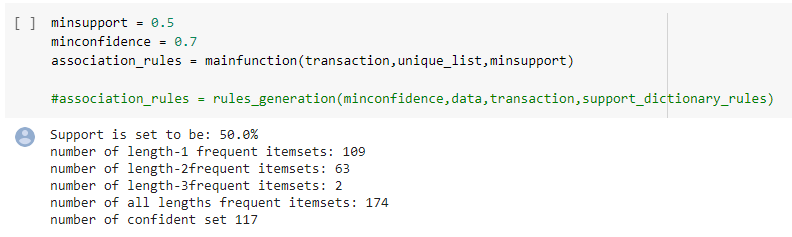 [ ] minsupport = 0.5
minconfidence = 0.7
association_rules = mainfunction(transaction,unique_list,minsupport)
#association_rules = rules_generation(minconfidence,data,transaction,support_dictionary_rules)
Support is set to be: 50.0%
number of length-1 frequent itemsets: 109
number of length-2frequent itemsets: 63
number of length-3frequent itemsets: 2
number of all lengths frequent itemsets: 174
number of confident set 117